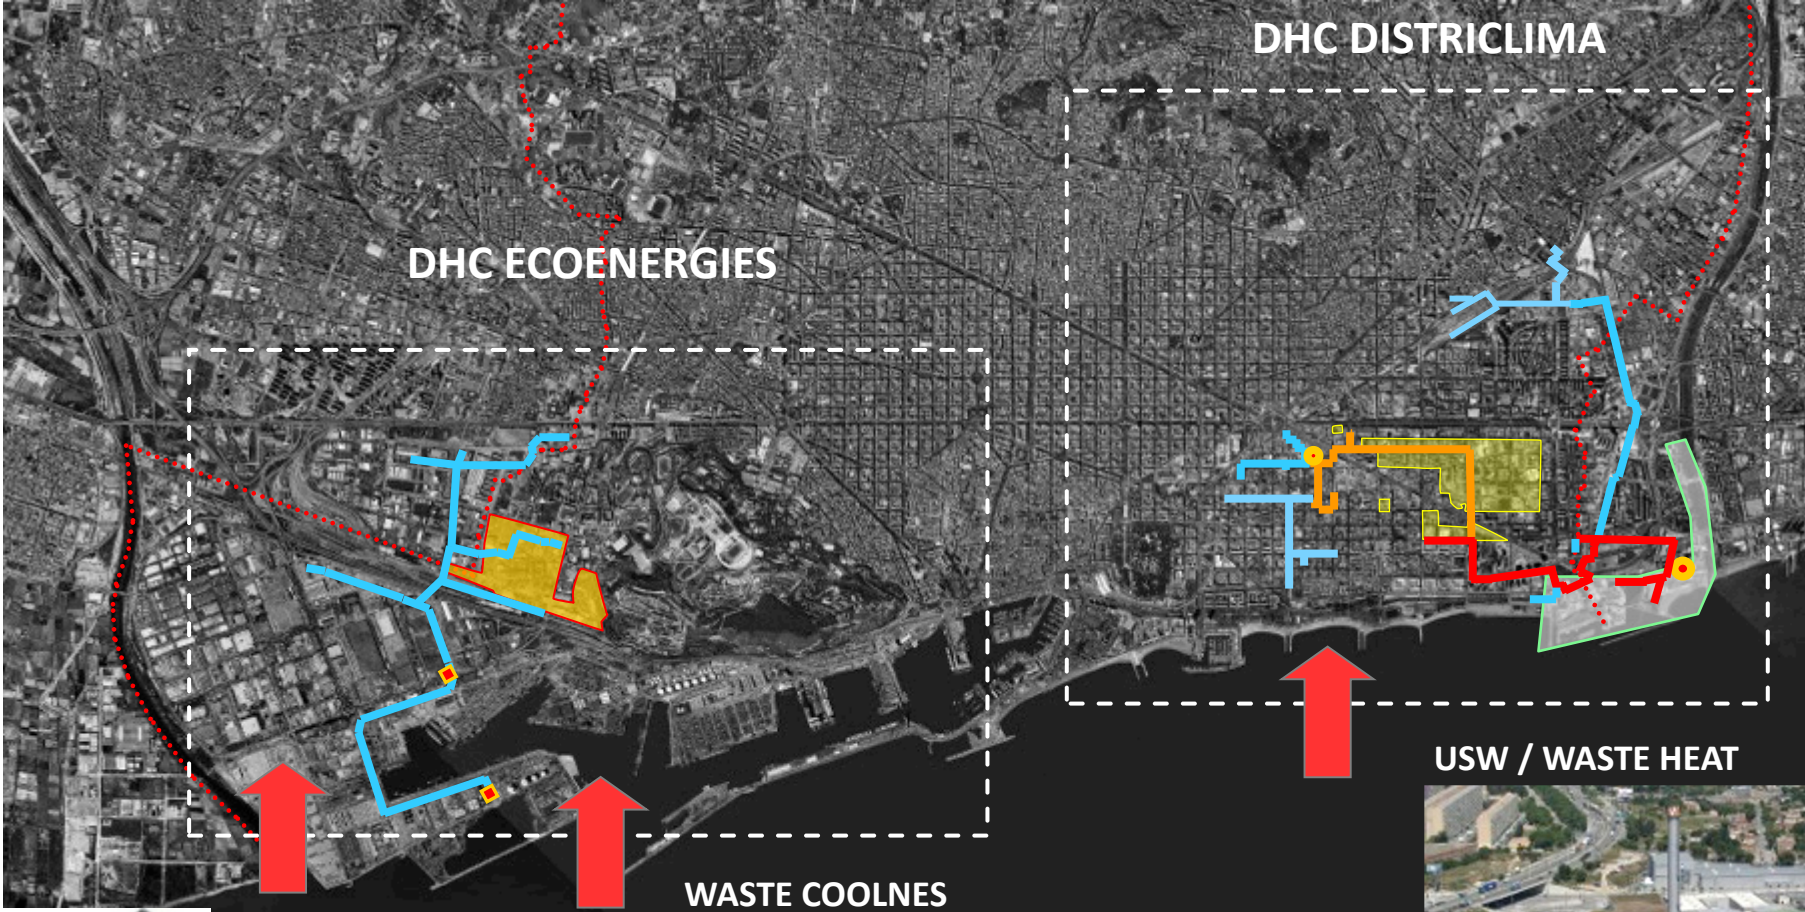 DHC DISTRICLIMA
DHC ECOENERGIES
USW / WASTE HEAT
WASTE COOLNES